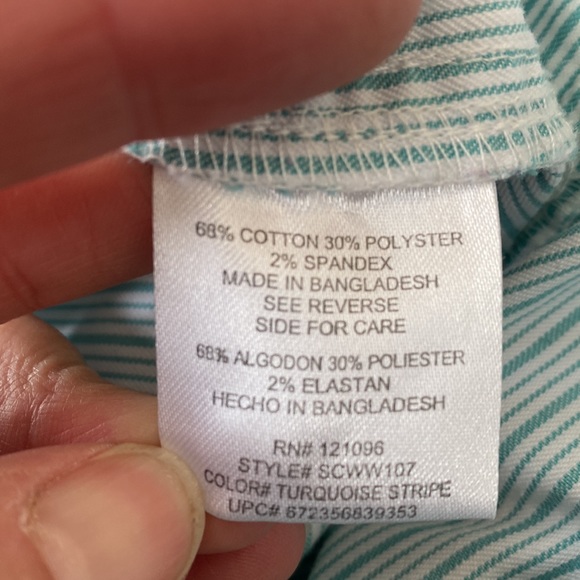 68% COTTON 30% POLYSTER
2% SPANDEX
MADE IN BANGLADESH
SEE REVERSE
SIDE FOR CARE
68% ALGODON 30% POLIESTER
2% ELASTAN
HECHO IN BANGLADESH
RN# 121096
STYLE# SCWW107
COLOR# TURQUOISE STRIPE
UPC# 672356839353